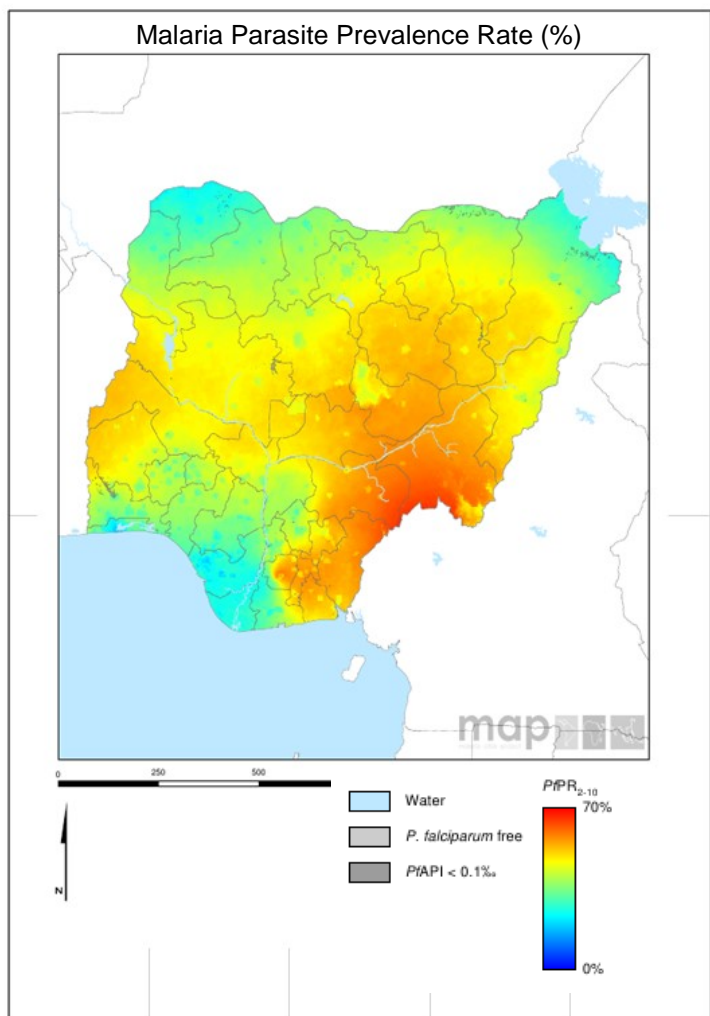 Malaria Parasite Prevalence Rate (%)
map
0 250 500
N
Water
P. falciparum free
PfAPI < 0.1‰
PfPR2-10
70%
0%